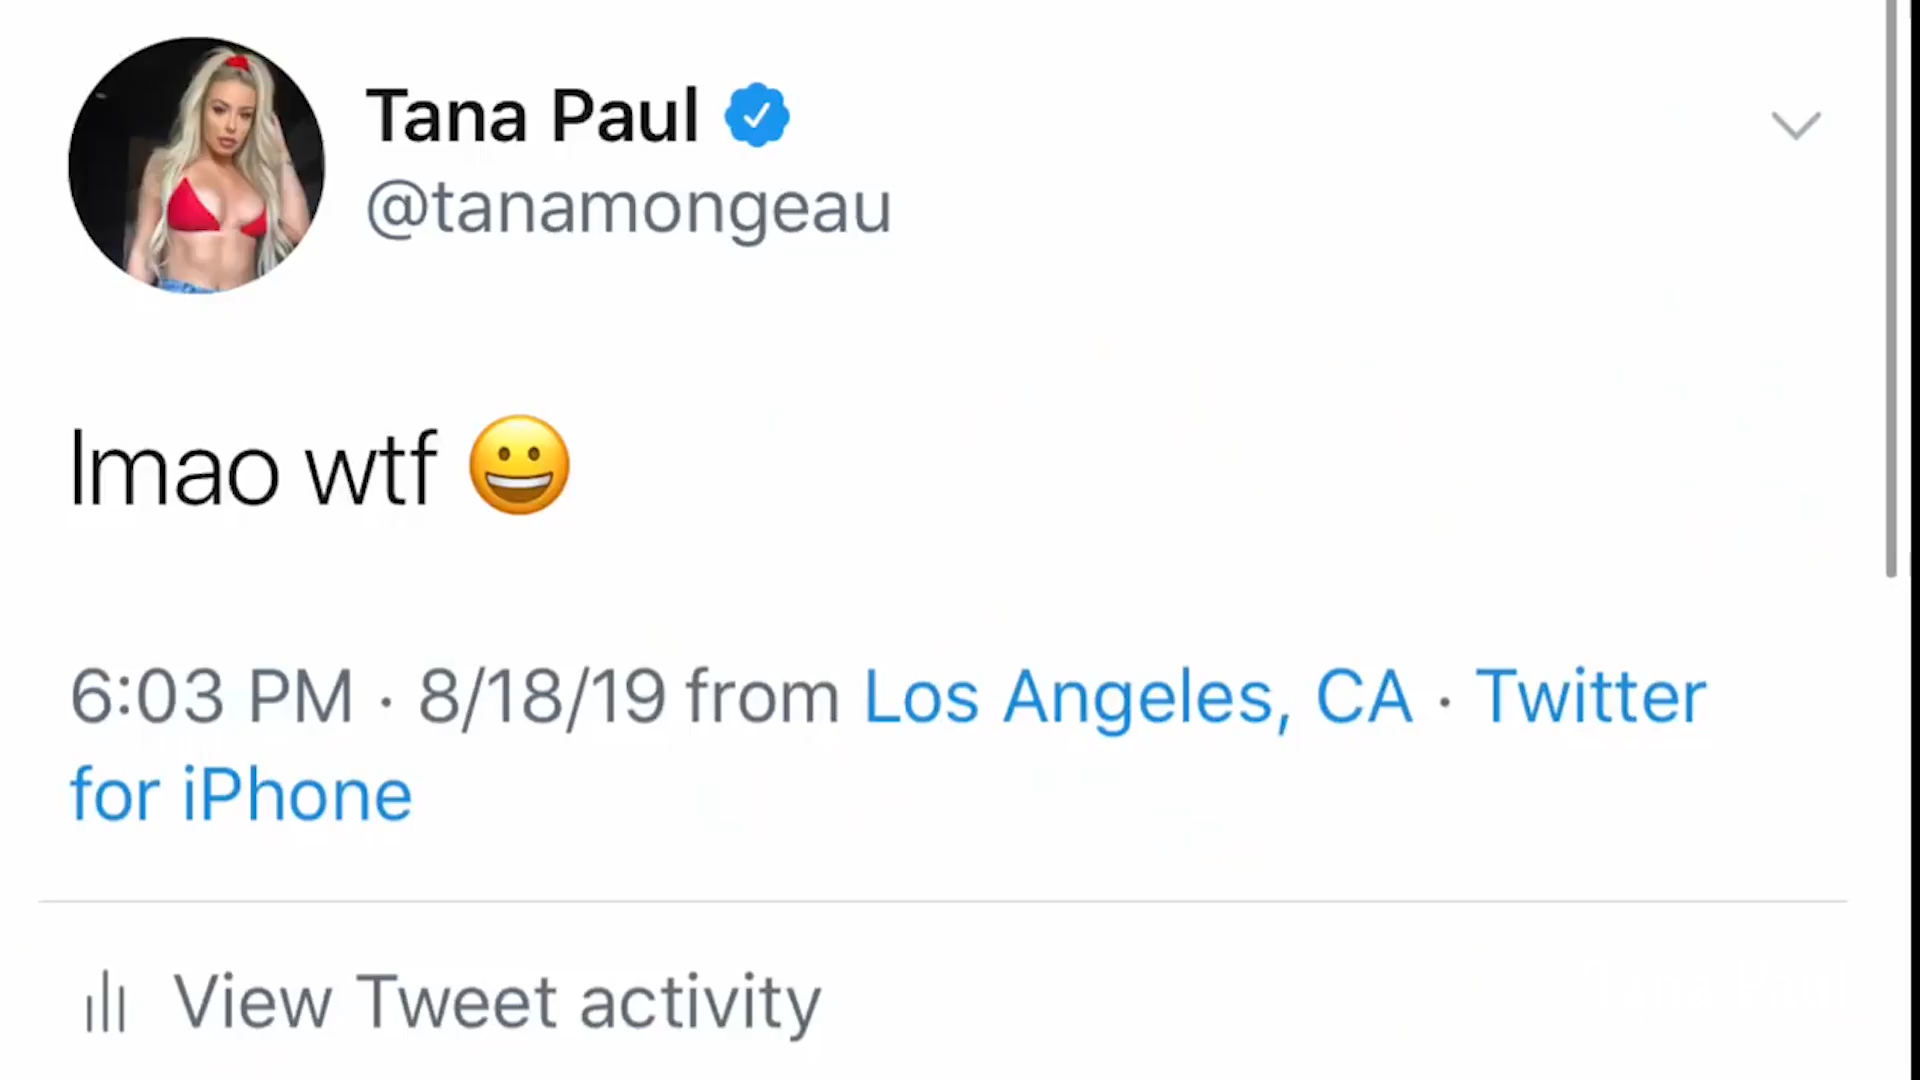 Tana Paul
@tanamongeau
lmao wtf 😀
6:03 PM · 8/18/19 from Los Angeles, CA · Twitter
for iPhone
View Tweet activity